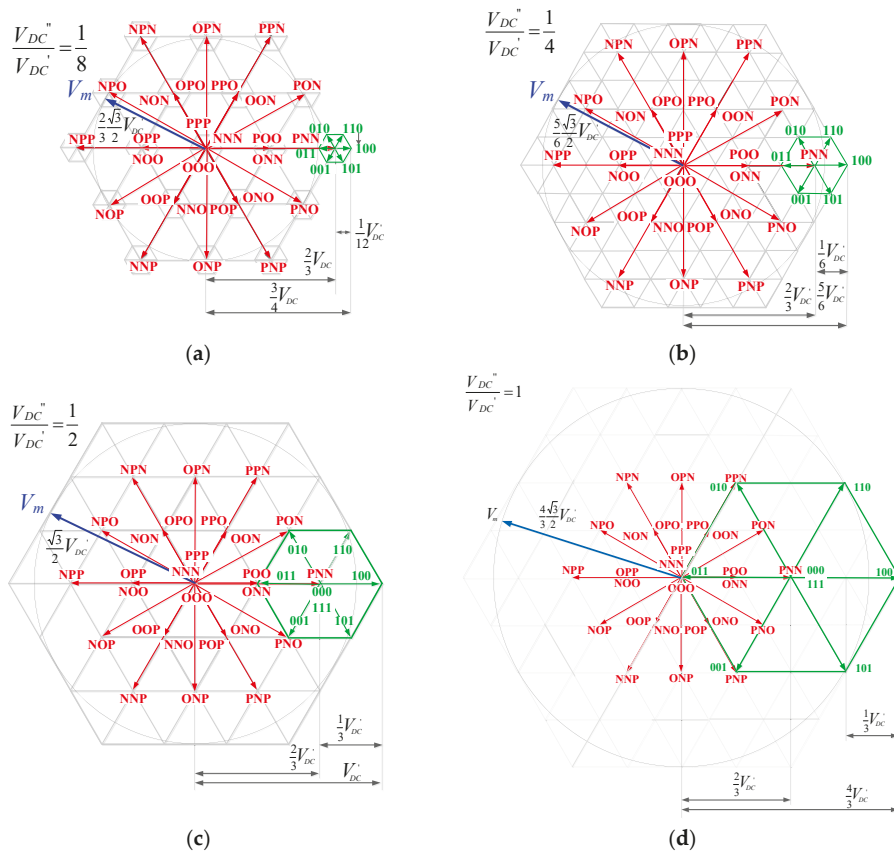 V_DC'' / V_DC' = 1/8
NPN OPN PPN
V_m NPO OPO PPO PON
NON OON
2/3 √3/2 V_DC'
PPP
NNN
010 110
NPP OPP POO PNN
011 100
NOO ONN
OOO
001 101
OOP ONO
NOP NNO POP PNO
1/12 V_DC'
NNP ONP PNP
2/3 V_DC'
3/4 V_DC'
(a)
V_DC'' / V_DC' = 1/4
NPN OPN PPN
V_m
NPO OPO PPO PON
NON OON
5/6 √3/2 V_DC'
PPP
010 110
NNN
NPP OPP POO 011 PNN 100
NOO ONN
OOO
001 101
OOP ONO
NOP NNO POP PNO
1/6 V_DC'
NNP ONP PNP
2/3 V_DC' 5/6 V_DC'
(b)
V_DC'' / V_DC' = 1/2
NPN OPN PPN
V_m
NPO OPO PPO PON
OON
√3/2 V_DC'
PPP
010 110
NNN
NPP OPP POO 011 PNN 100
NOO ONN 000
OOO 111
001 101
OOP ONO
NOP NNO POP PNO
NNP ONP PNP
1/3 V_DC'
2/3 V_DC'
V_DC'
(c)
V_DC'' / V_DC' = 1
NPN OPN PPN
010 110
V_m 4/3 √3/2 V_DC'
NPO OPO PPO PON
OON
PPP
NNN
NPP OPP 011 POO PNN 000 100
NOO ONN 111
OOO
OOP ONO
NOP NNO POP PNO
NNP ONP 001 PNP 101
1/3 V_DC'
2/3 V_DC'
4/3 V_DC'
(d)